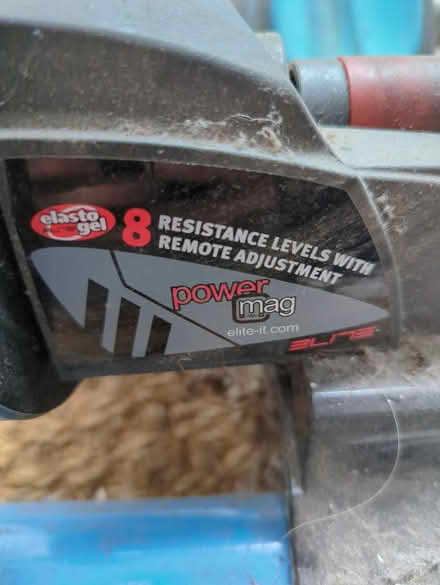 elasto
gel
8 RESISTANCE LEVELS WITH
REMOTE ADJUSTMENT
power
mag
elite-it.com
ELITE